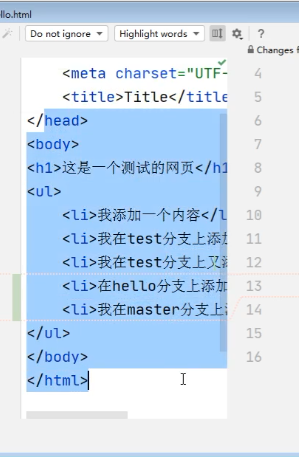 llo.html
Do not ignore Highlight words ?
Changes f
<meta charset="UTF- 4
<title>Title</title 5
</head> 6
<body> 7
<h1>这是一个测试的网页</h1 8
<ul> 9
<li>我添加一个内容</l 10
<li>我在test分支上添加 11
<li>我在test分支上又添 12
<li>在hello分支上添加 13
<li>我在master分支上添 14
</ul> 15
</body> 16
</html>